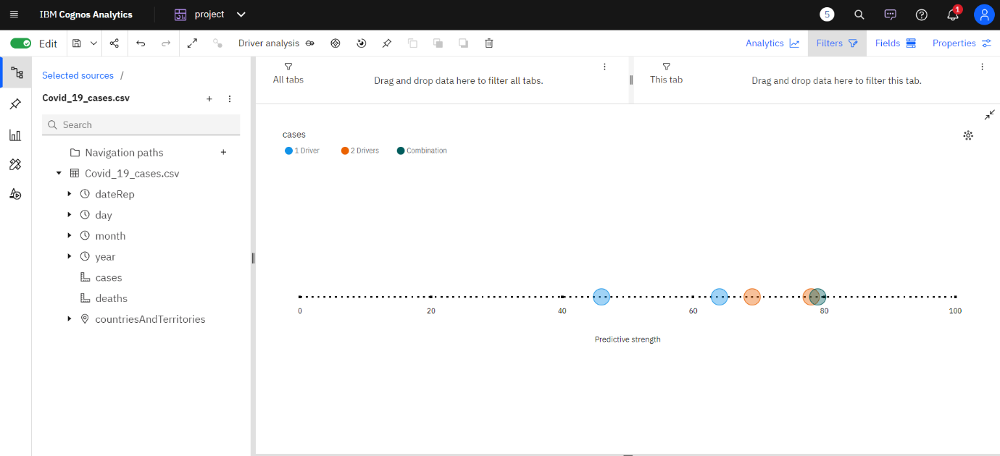 IBM Cognos Analytics
project
5
1
Edit
Driver analysis
Analytics
Filters
Fields
Properties
Selected sources /
Covid_19_cases.csv
Search
Navigation paths
Covid_19_cases.csv
dateRep
day
month
year
cases
deaths
countriesAndTerritories
All tabs
Drag and drop data here to filter all tabs.
This tab
Drag and drop data here to filter this tab.
cases
1 Driver
2 Drivers
Combination
0
20
40
60
80
100
Predictive strength